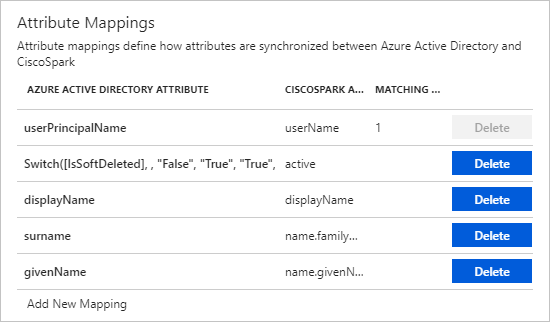 Attribute Mappings
Attribute mappings define how attributes are synchronized between Azure Active Directory and
CiscoSpark
AZURE ACTIVE DIRECTORY ATTRIBUTE CISCOSPARK A... MATCHING ...
userPrincipalName userName 1 Delete
Switch([IsSoftDeleted], , "False", "True", "True", active Delete
displayName displayName Delete
surname name.family... Delete
givenName name.givenN... Delete
Add New Mapping